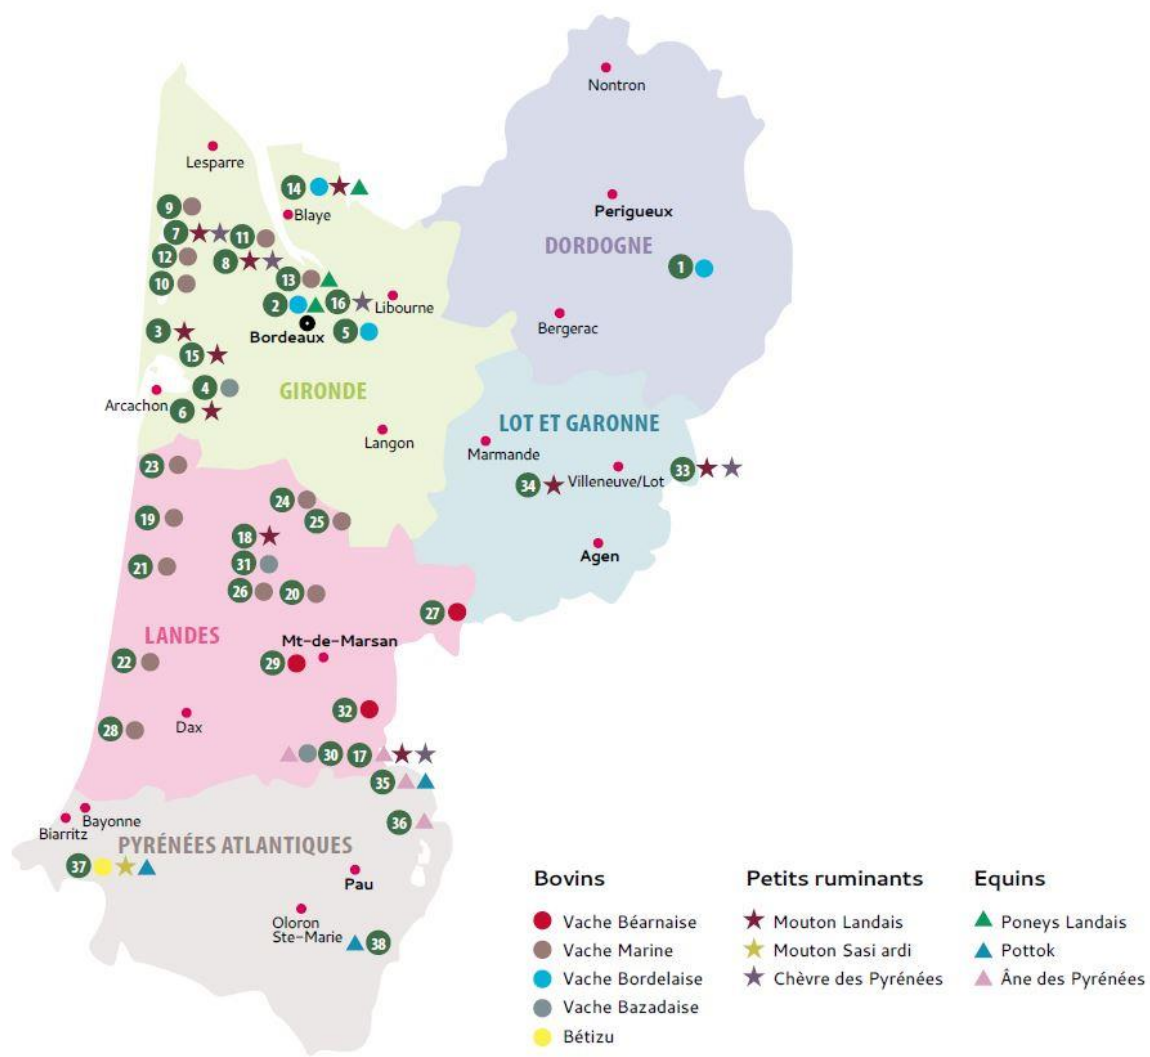 Nontron
Lesparre
14
Blaye
Perigueux
DORDOGNE
9
7
11
12
8
1
10
13
2
16
Libourne
Bergerac
3
Bordeaux
5
15
4
GIRONDE
Arcachon
6
LOT ET GARONNE
Langon
Marmande
23
33
34
Villeneuve/Lot
24
19
25
18
Agen
31
21
26
20
27
LANDES
Mt-de-Marsan
22
29
32
Dax
28
30
17
35
Bayonne
36
Biarritz
PYRÉNÉES ATLANTIQUES
37
Pau
Oloron
Ste-Marie
38
Bovins
Vache Béarnaise
Vache Marine
Vache Bordelaise
Vache Bazadaise
Bétizu
Petits ruminants
Mouton Landais
Mouton Sasi ardi
Chèvre des Pyrénées
Equins
Poneys Landais
Pottok
Âne des Pyrénées